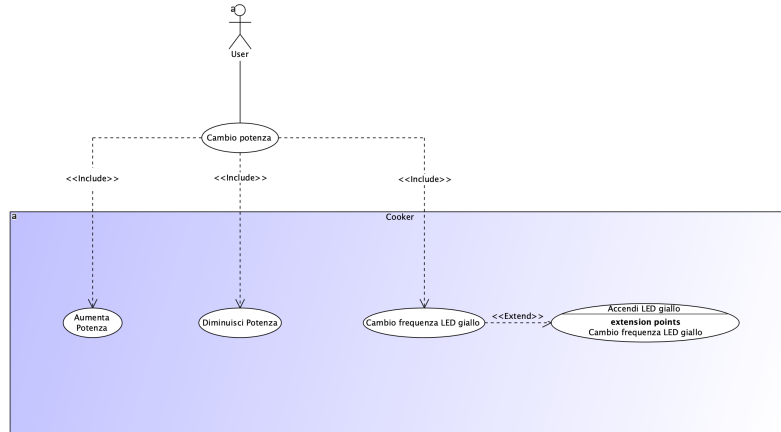 a
User
Cambio potenza
<<Include>>
<<Include>>
<<Include>>
a
Cooker
Aumenta
Potenza
Diminuisci Potenza
Cambio frequenza LED giallo
<<Extend>>
Accendi LED giallo
extension points
Cambio frequenza LED giallo